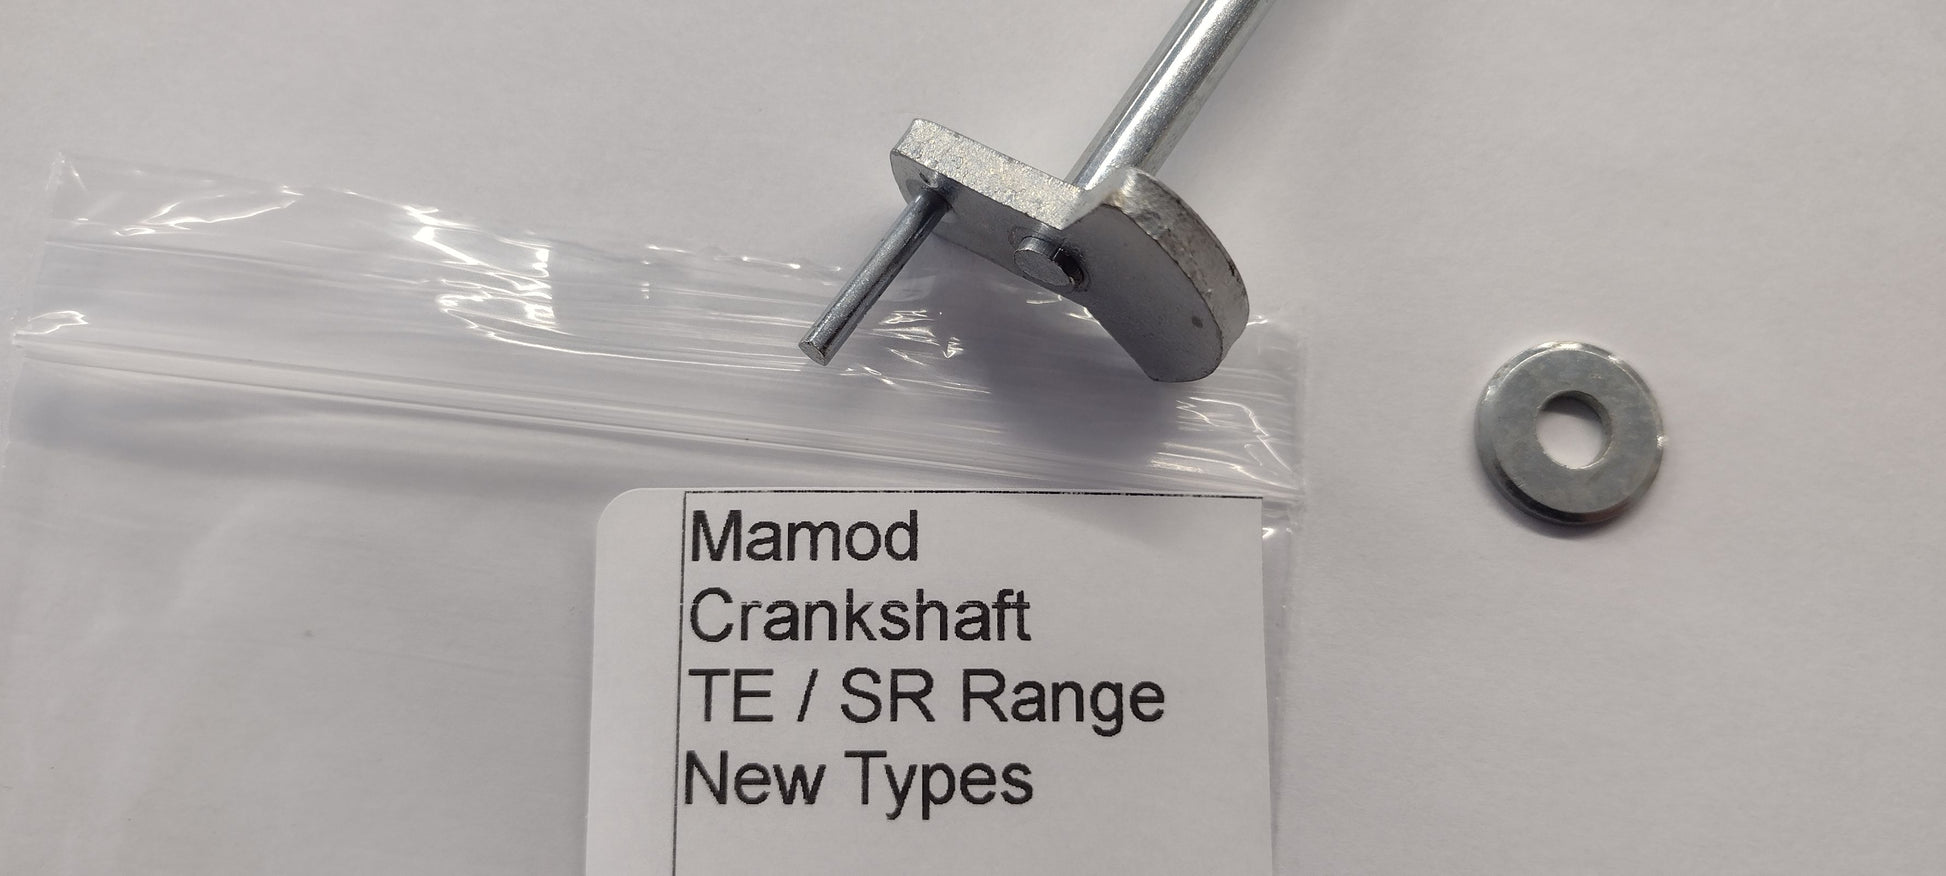 Mamod
Crankshaft
TE / SR Range
New Types